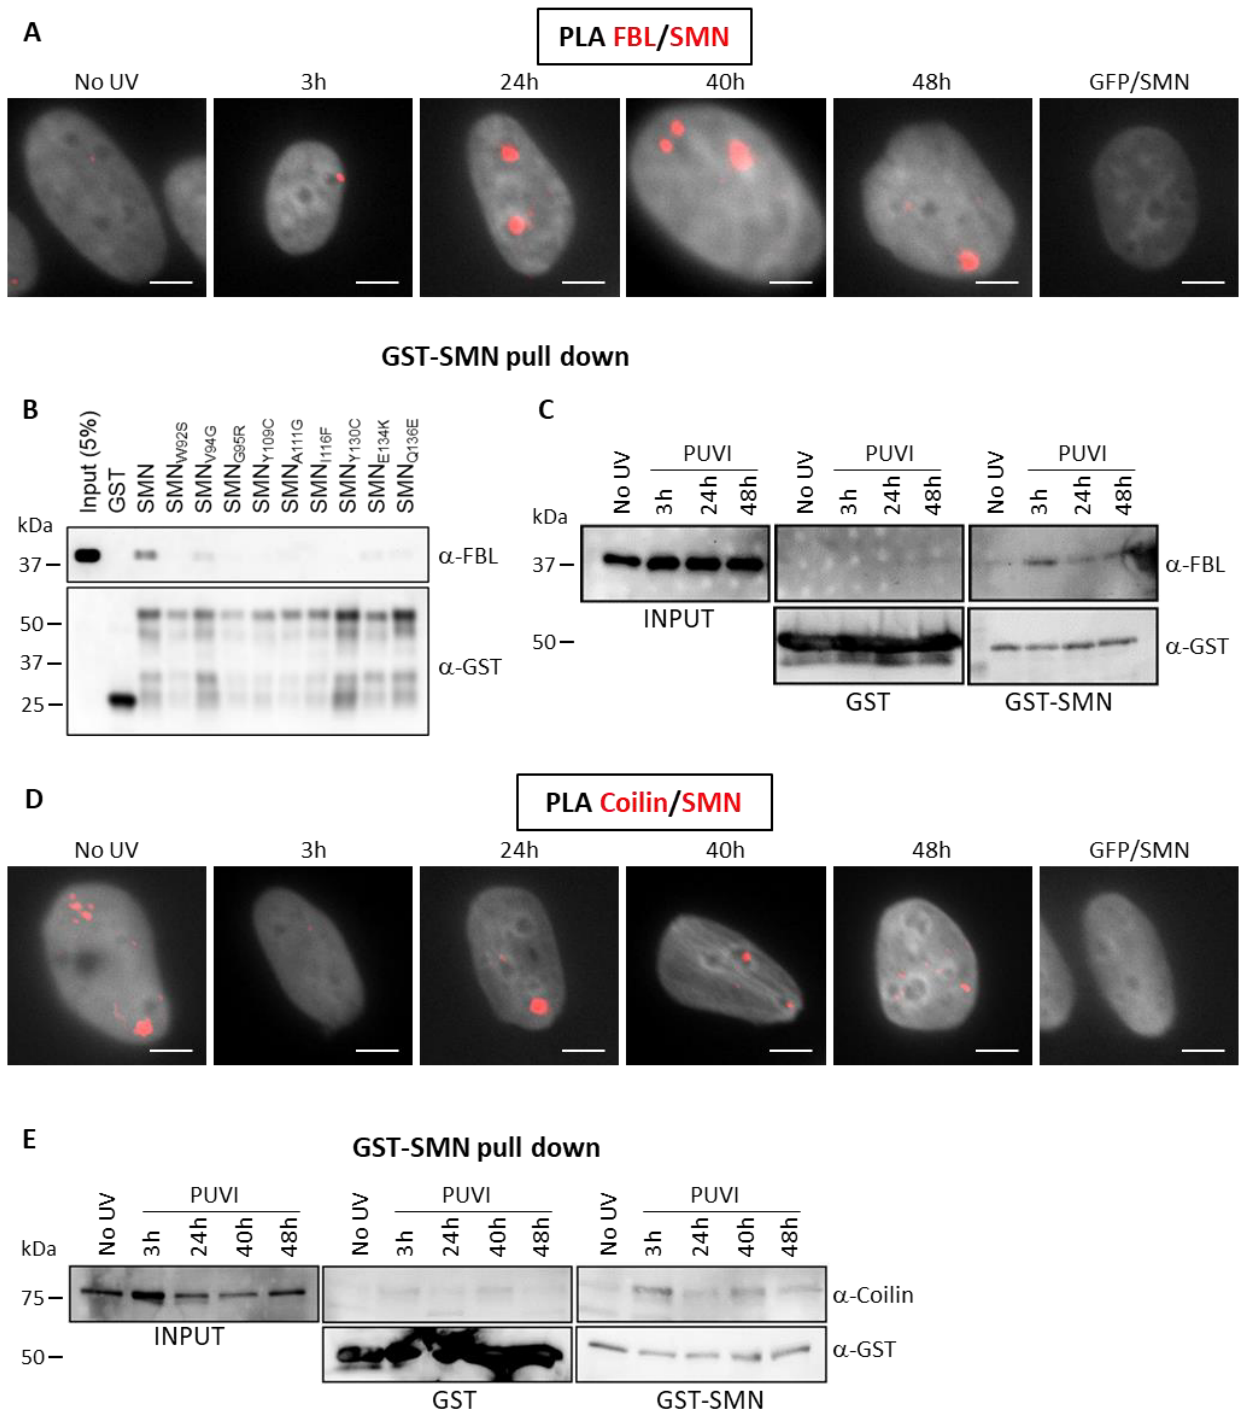 A
PLA FBL/SMN
No UV 3h 24h 40h 48h GFP/SMN
GST-SMN pull down
B
Input (5%) GST SMN SMNW92S SMNV94G SMNG95R SMNY109C SMNA111G SMNI116F SMNY130C SMNE134K SMNQ136E
kDa
37
α-FBL
50
37
25
α-GST
C
PUVI PUVI PUVI
No UV 3h 24h 48h No UV 3h 24h 48h No UV 3h 24h 48h
kDa
37
α-FBL
INPUT
50
α-GST
GST GST-SMN
D
PLA Coilin/SMN
No UV 3h 24h 40h 48h GFP/SMN
E
GST-SMN pull down
PUVI PUVI PUVI
No UV 3h 24h 40h 48h No UV 3h 24h 40h 48h No UV 3h 24h 40h 48h
kDa
75
α-Coilin
INPUT
50
α-GST
GST GST-SMN